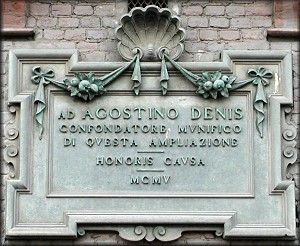 AD AGOSTINO DENIS
CONFONDATORE MVNIFICO
DI QVESTA AMPLIAZIONE
HONORIS CAVSA
MCMV